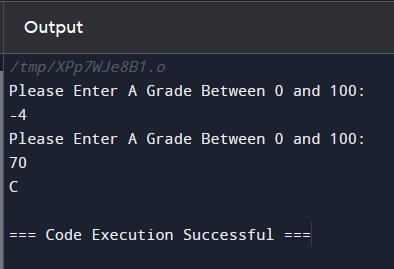 Output
/tmp/XPp7WJe8B1.o
Please Enter A Grade Between 0 and 100:
-4
Please Enter A Grade Between 0 and 100:
70
C
=== Code Execution Successful ===